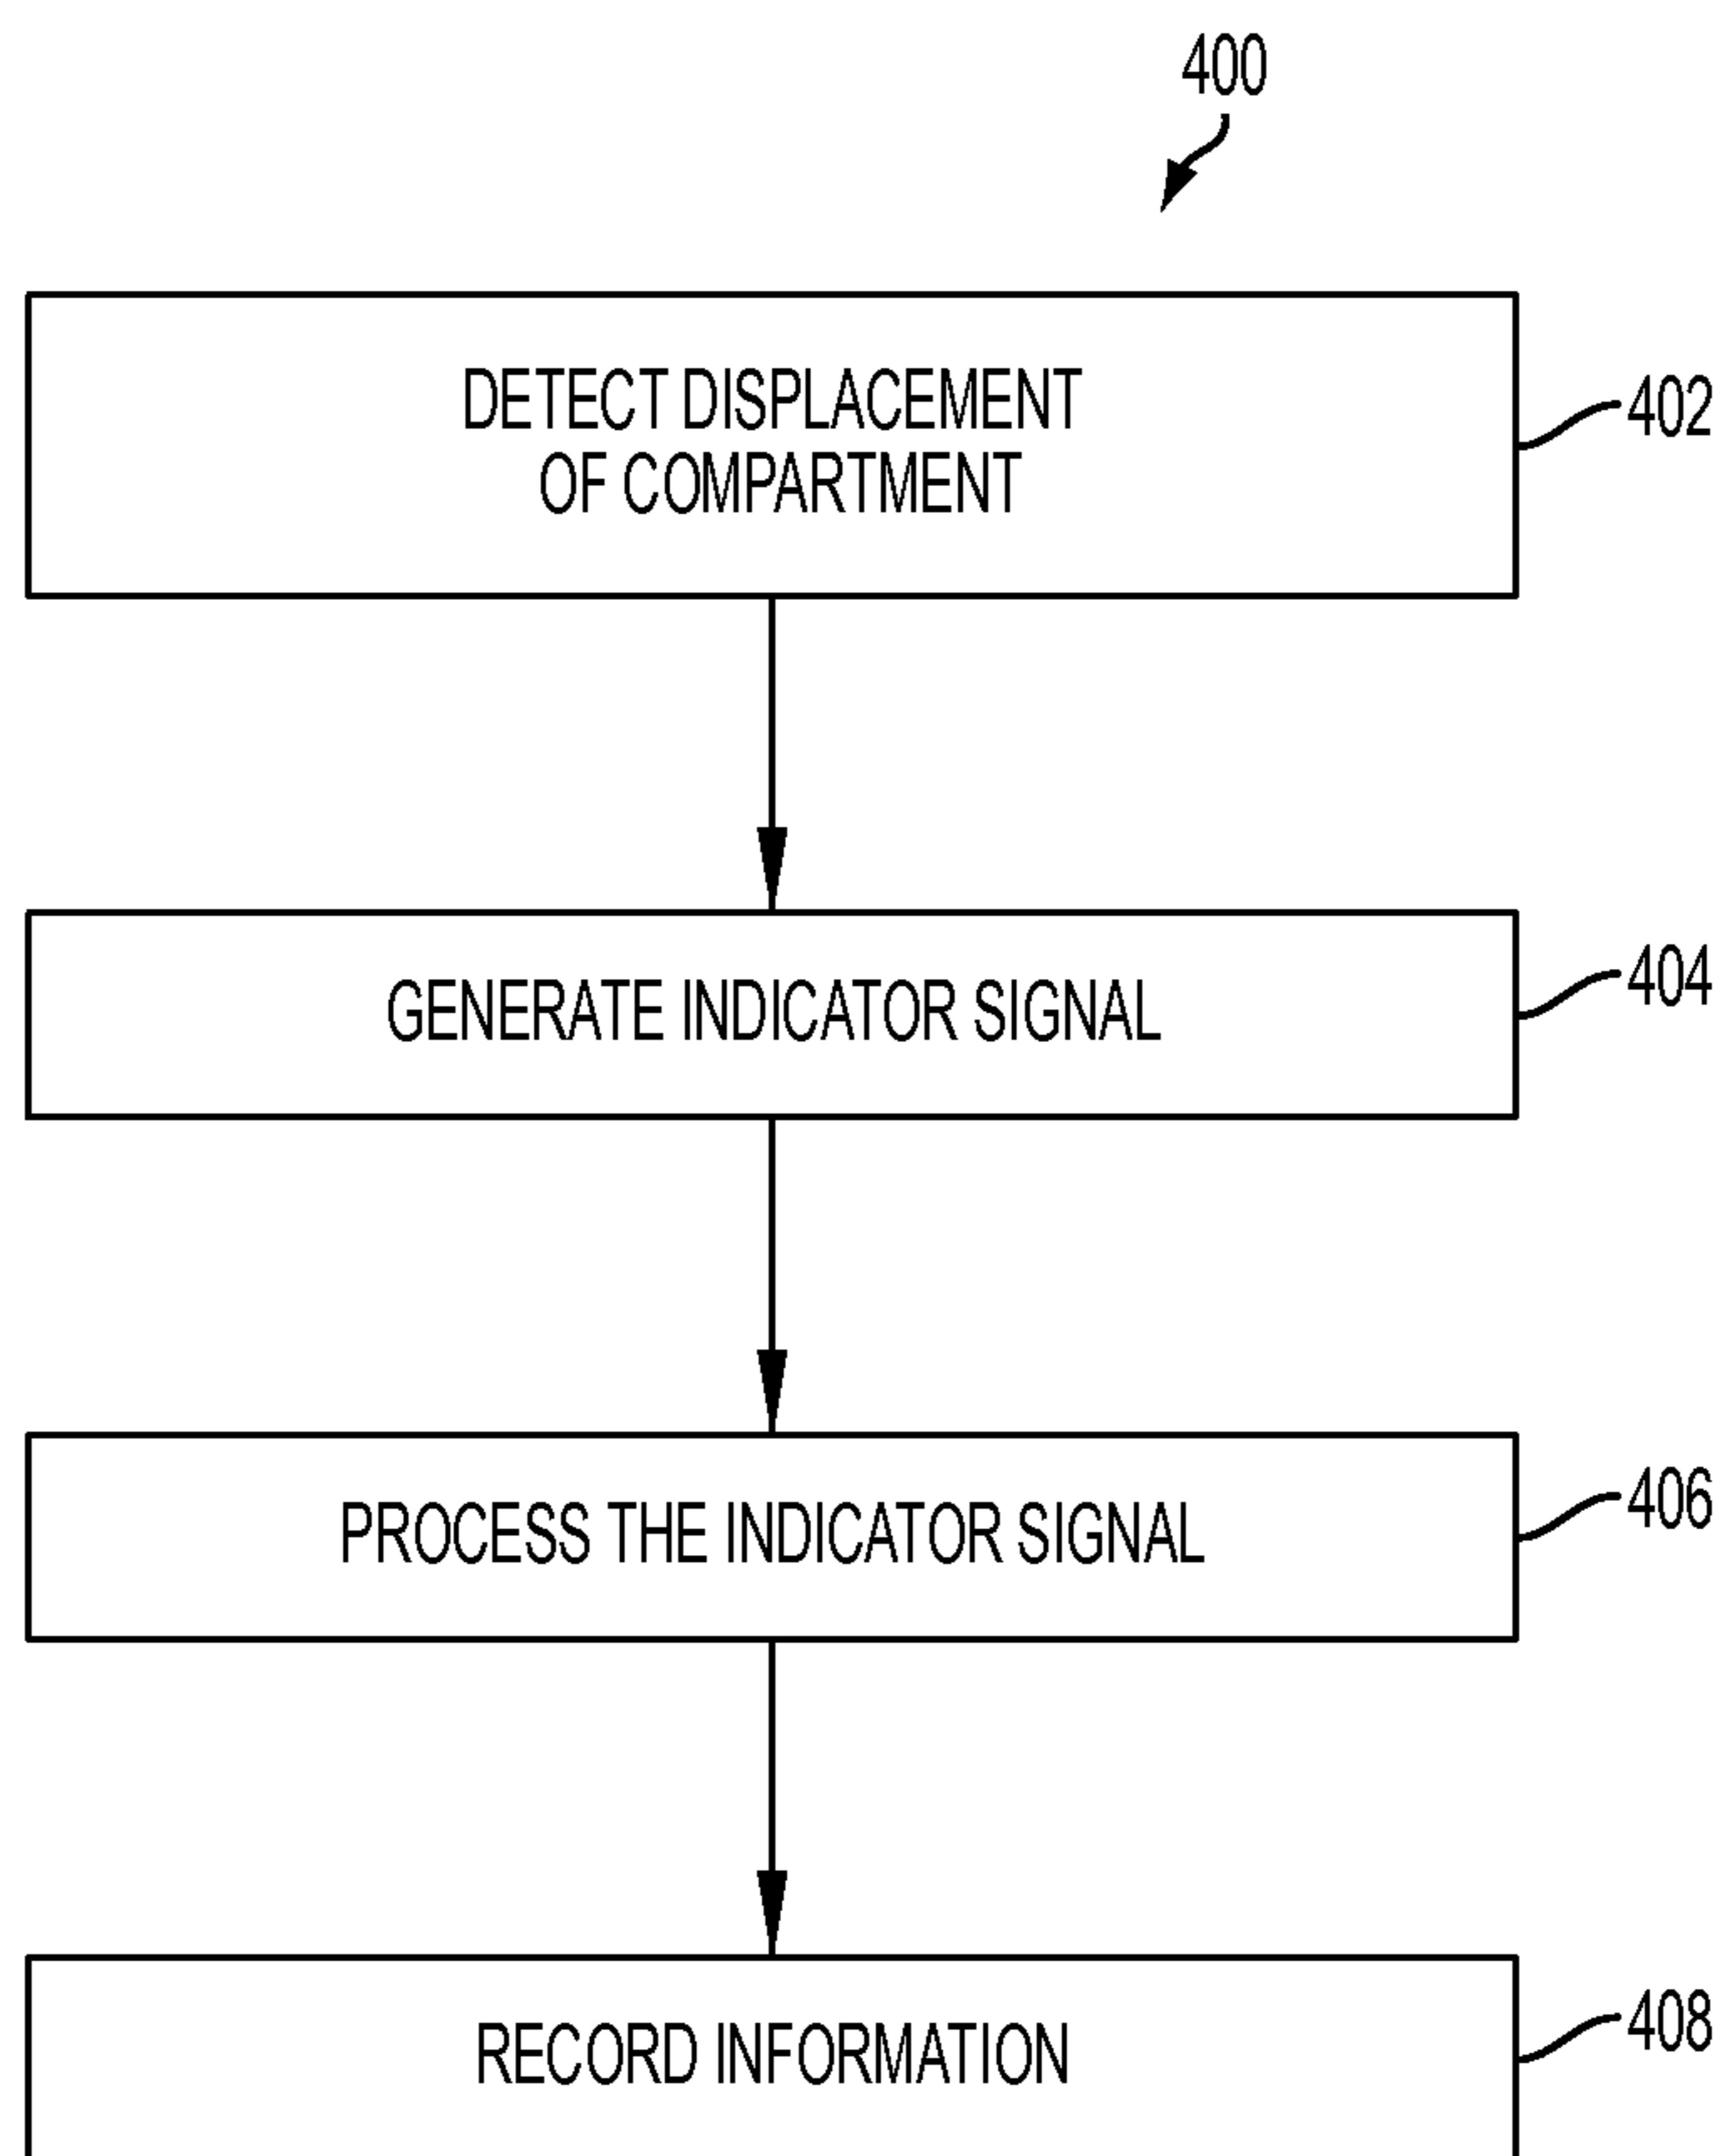 400
DETECT DISPLACEMENT
OF COMPARTMENT
402
GENERATE INDICATOR SIGNAL
404
PROCESS THE INDICATOR SIGNAL
406
RECORD INFORMATION
408